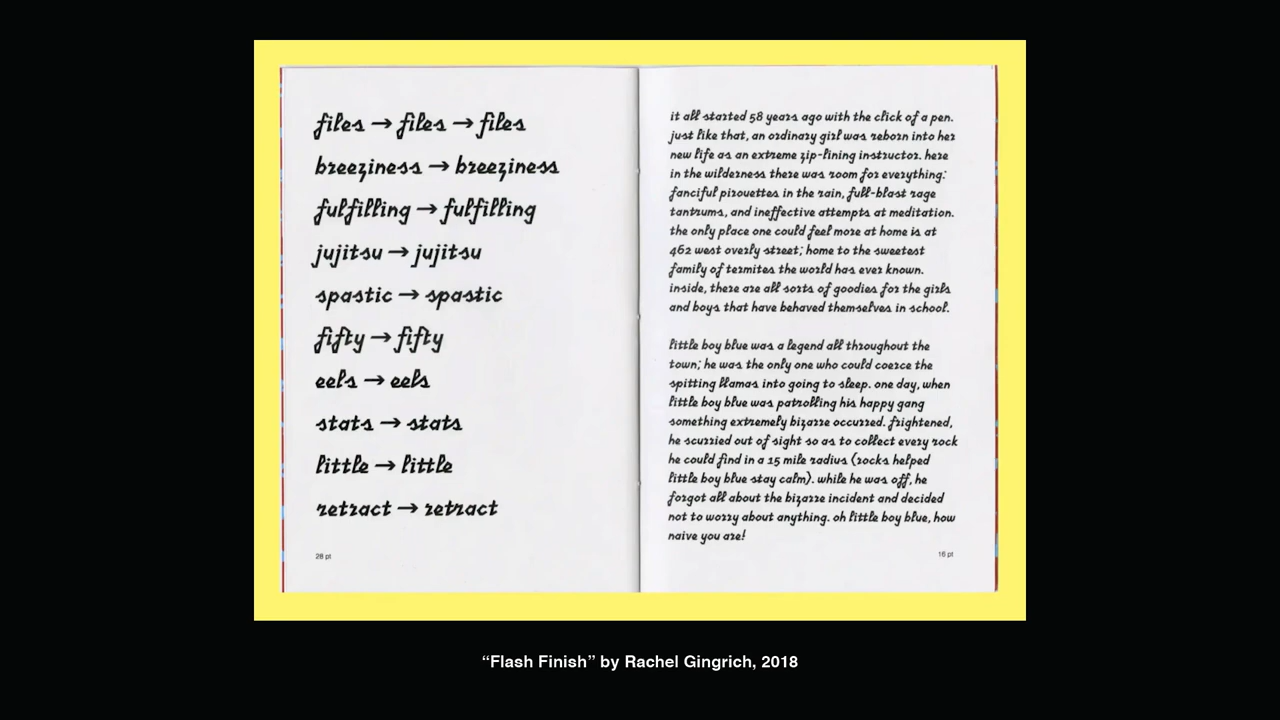 files → files → files
breeziness → breeziness
fulfilling → fulfilling
jujitsu → jujitsu
spastic → spastic
fifty → fifty
eels → eels
stats → stats
little → little
retract → retract
28 pt
it all started 58 years ago with the click of a pen.
just like that, an ordinary girl was reborn into her
new life as an extreme zip-lining instructor. here
in the wilderness there was room for everything:
fanciful pirouettes in the rain, full-blast rage
tantrums, and ineffective attempts at meditation.
the only place one could feel more at home is at
462 west overly street; home to the sweetest
family of termites the world has ever known.
inside, there are all sorts of goodies for the girls
and boys that have behaved themselves in school.
little boy blue was a legend all throughout the
town; he was the only one who could coerce the
spitting llamas into going to sleep. one day, when
little boy blue was patrolling his happy gang
something extremely bizarre occurred. frightened,
he scurried out of sight so as to collect every rock
he could find in a 15 mile radius (rocks helped
little boy blue stay calm). while he was off, he
forgot all about the bizarre incident and decided
not to worry about anything. oh little boy blue, how
naive you are!
16 pt
“Flash Finish” by Rachel Gingrich, 2018